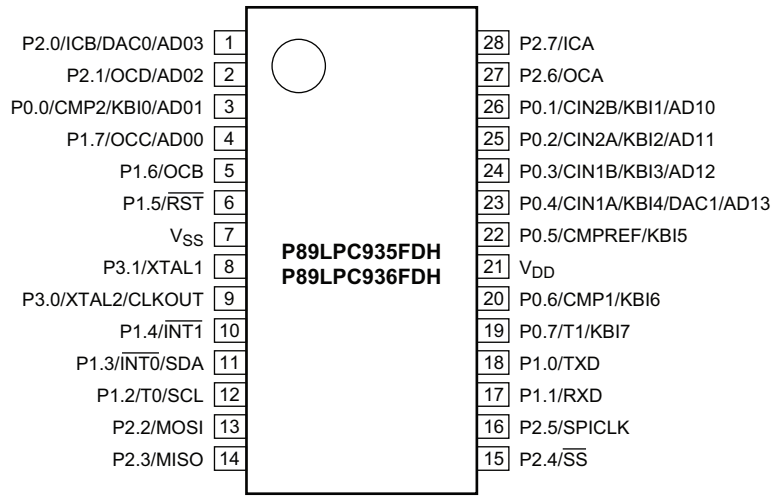 P2.0/ICB/DAC0/AD03 1
P2.1/OCD/AD02 2
P0.0/CMP2/KBI0/AD01 3
P1.7/OCC/AD00 4
P1.6/OCB 5
P1.5/R̅S̅T̅ 6
VSS 7
P3.1/XTAL1 8
P3.0/XTAL2/CLKOUT 9
P1.4/I̅N̅T̅1̅ 10
P1.3/I̅N̅T̅0̅/SDA 11
P1.2/T0/SCL 12
P2.2/MOSI 13
P2.3/MISO 14
P89LPC935FDH
P89LPC936FDH
28 P2.7/ICA
27 P2.6/OCA
26 P0.1/CIN2B/KBI1/AD10
25 P0.2/CIN2A/KBI2/AD11
24 P0.3/CIN1B/KBI3/AD12
23 P0.4/CIN1A/KBI4/DAC1/AD13
22 P0.5/CMPREF/KBI5
21 VDD
20 P0.6/CMP1/KBI6
19 P0.7/T1/KBI7
18 P1.0/TXD
17 P1.1/RXD
16 P2.5/SPICLK
15 P2.4/S̅S̅